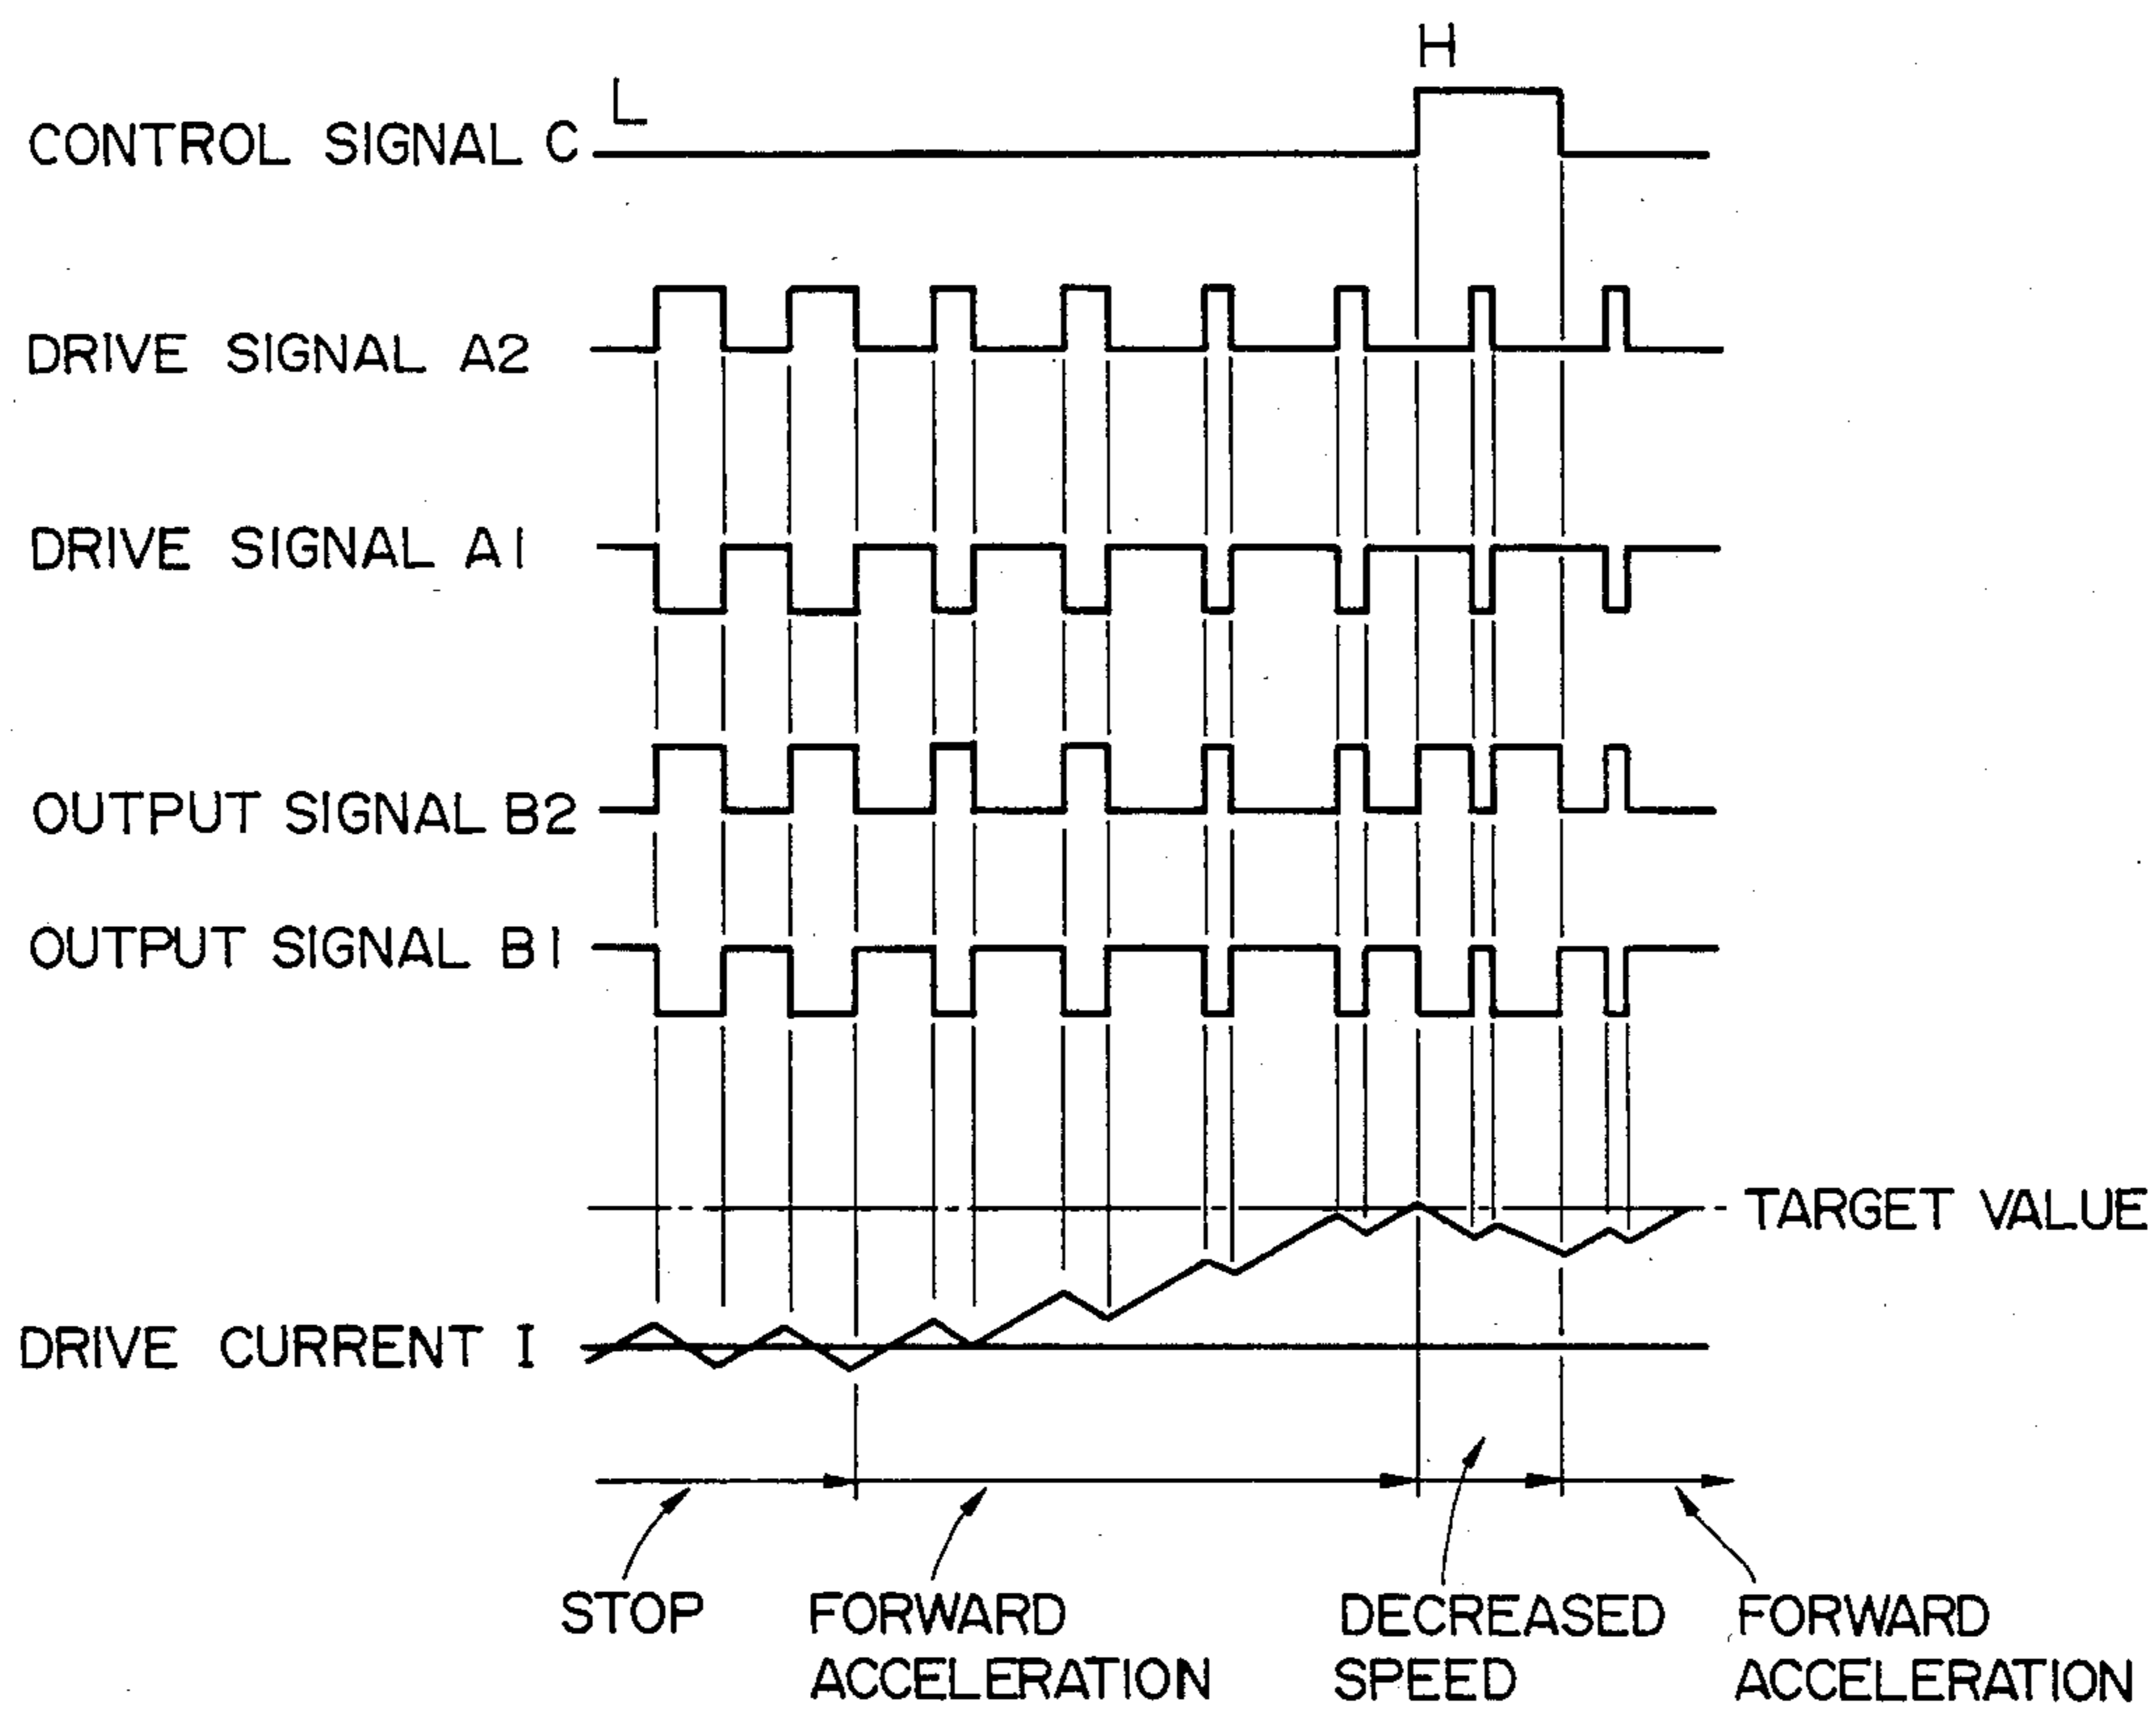 H
L
CONTROL SIGNAL C
DRIVE SIGNAL A2
DRIVE SIGNAL A1
OUTPUT SIGNAL B2
OUTPUT SIGNAL B1
TARGET VALUE
DRIVE CURRENT I
STOP
FORWARD
ACCELERATION
DECREASED
SPEED
FORWARD
ACCELERATION